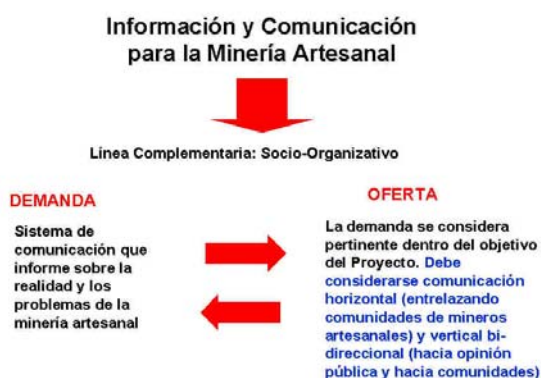 Información y Comunicación
para la Minería Artesanal
Línea Complementaria: Socio-Organizativo
DEMANDA
Sistema de
comunicación que
informe sobre la
realidad y los
problemas de la
minería artesanal
OFERTA
La demanda se considera
pertinente dentro del objetivo
del Proyecto. Debe
considerarse comunicación
horizontal (entrelazando
comunidades de mineros
artesanales) y vertical bi-
direccional (hacia opinión
pública y hacia comunidades)